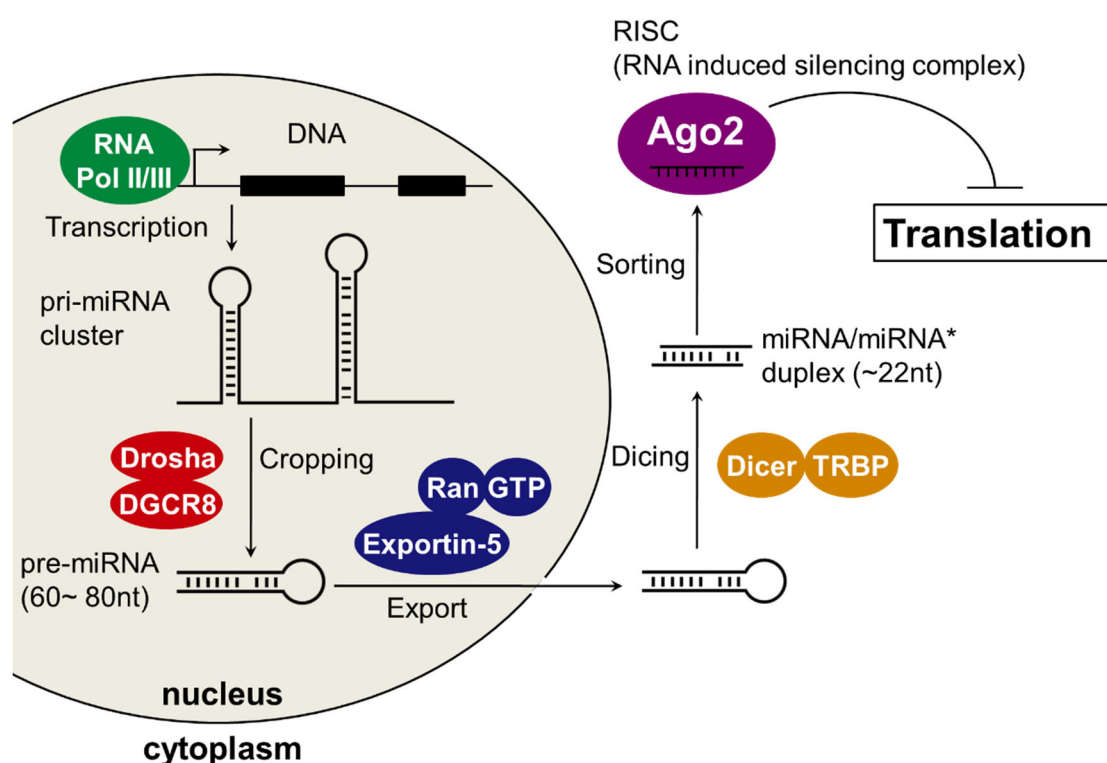 RISC
(RNA induced silencing complex)
Ago2
RNA
Pol II/III
DNA
Transcription
Translation
Sorting
pri-miRNA
cluster
miRNA/miRNA*
duplex (~22nt)
Drosha
DGCR8
Cropping
Ran GTP
Exportin-5
Dicing
Dicer TRBP
pre-miRNA
(60~ 80nt)
Export
nucleus
cytoplasm